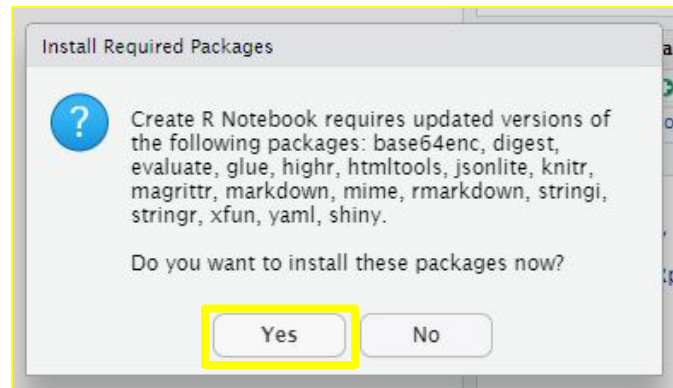 Install Required Packages
?
Create R Notebook requires updated versions of
the following packages: base64enc, digest,
evaluate, glue, highr, htmltools, jsonlite, knitr,
magrittr, markdown, mime, rmarkdown, stringi,
stringr, xfun, yaml, shiny.
Do you want to install these packages now?
Yes
No